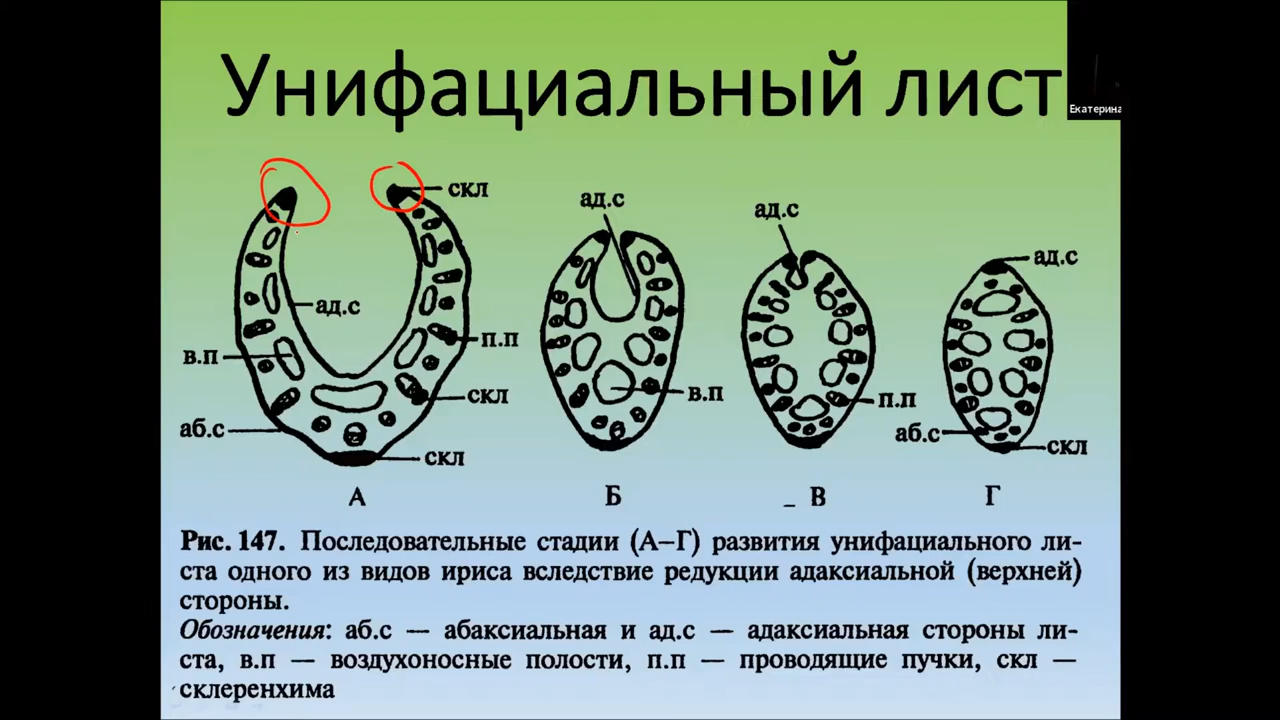 Унифациальный лист
Екатерина
скл
ад.с
ад.с
ад.с
ад.с
п.п
в.п
скл
в.п
п.п
аб.с
аб.с
скл
скл
А
Б
В
Г
Рис. 147. Последовательные стадии (А–Г) развития унифациального ли-
ста одного из видов ириса вследствие редукции адаксиальной (верхней)
стороны.
Обозначения: аб.с — абаксиальная и ад.с — адаксиальная стороны ли-
ста, в.п — воздухоносные полости, п.п — проводящие пучки, скл —
склеренхима